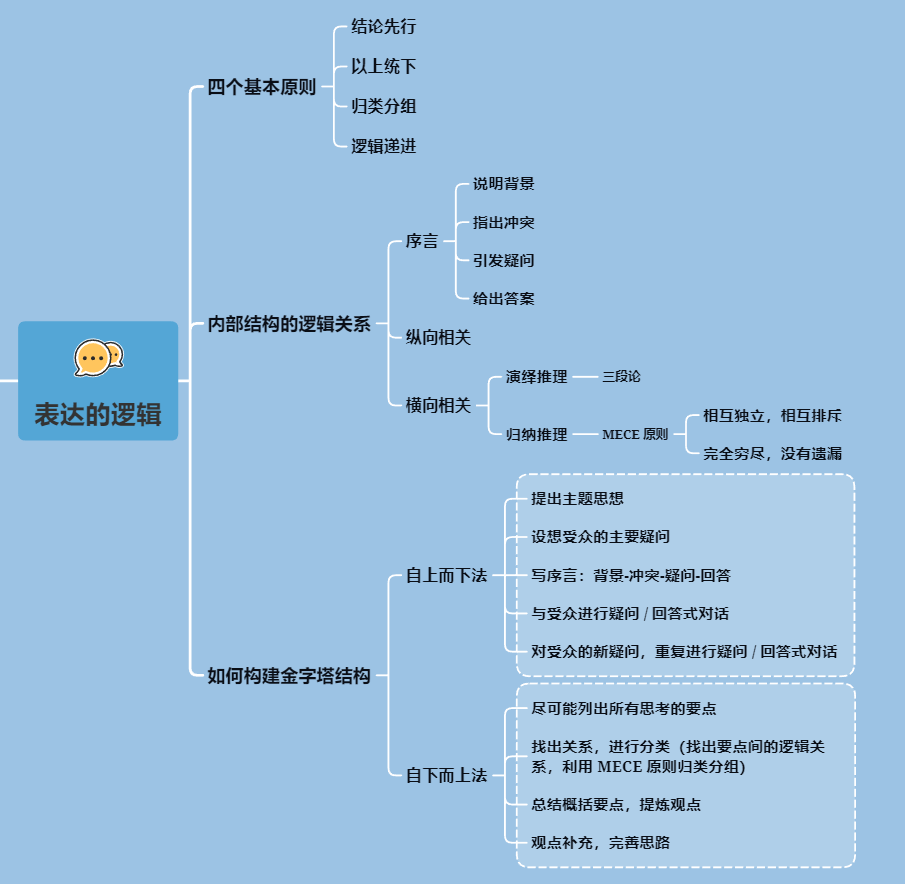 表达的逻辑
四个基本原则
结论先行
以上统下
归类分组
逻辑递进
内部结构的逻辑关系
序言
说明背景
指出冲突
引发疑问
给出答案
纵向相关
横向相关
演绎推理
三段论
归纳推理
MECE 原则
相互独立，相互排斥
完全穷尽，没有遗漏
如何构建金字塔结构
自上而下法
提出主题思想
设想受众的主要疑问
写序言：背景-冲突-疑问-回答
与受众进行疑问 / 回答式对话
对受众的新疑问，重复进行疑问 / 回答式对话
自下而上法
尽可能列出所有思考的要点
找出关系，进行分类（找出要点间的逻辑关
系，利用 MECE 原则归类分组)
总结概括要点，提炼观点
观点补充，完善思路